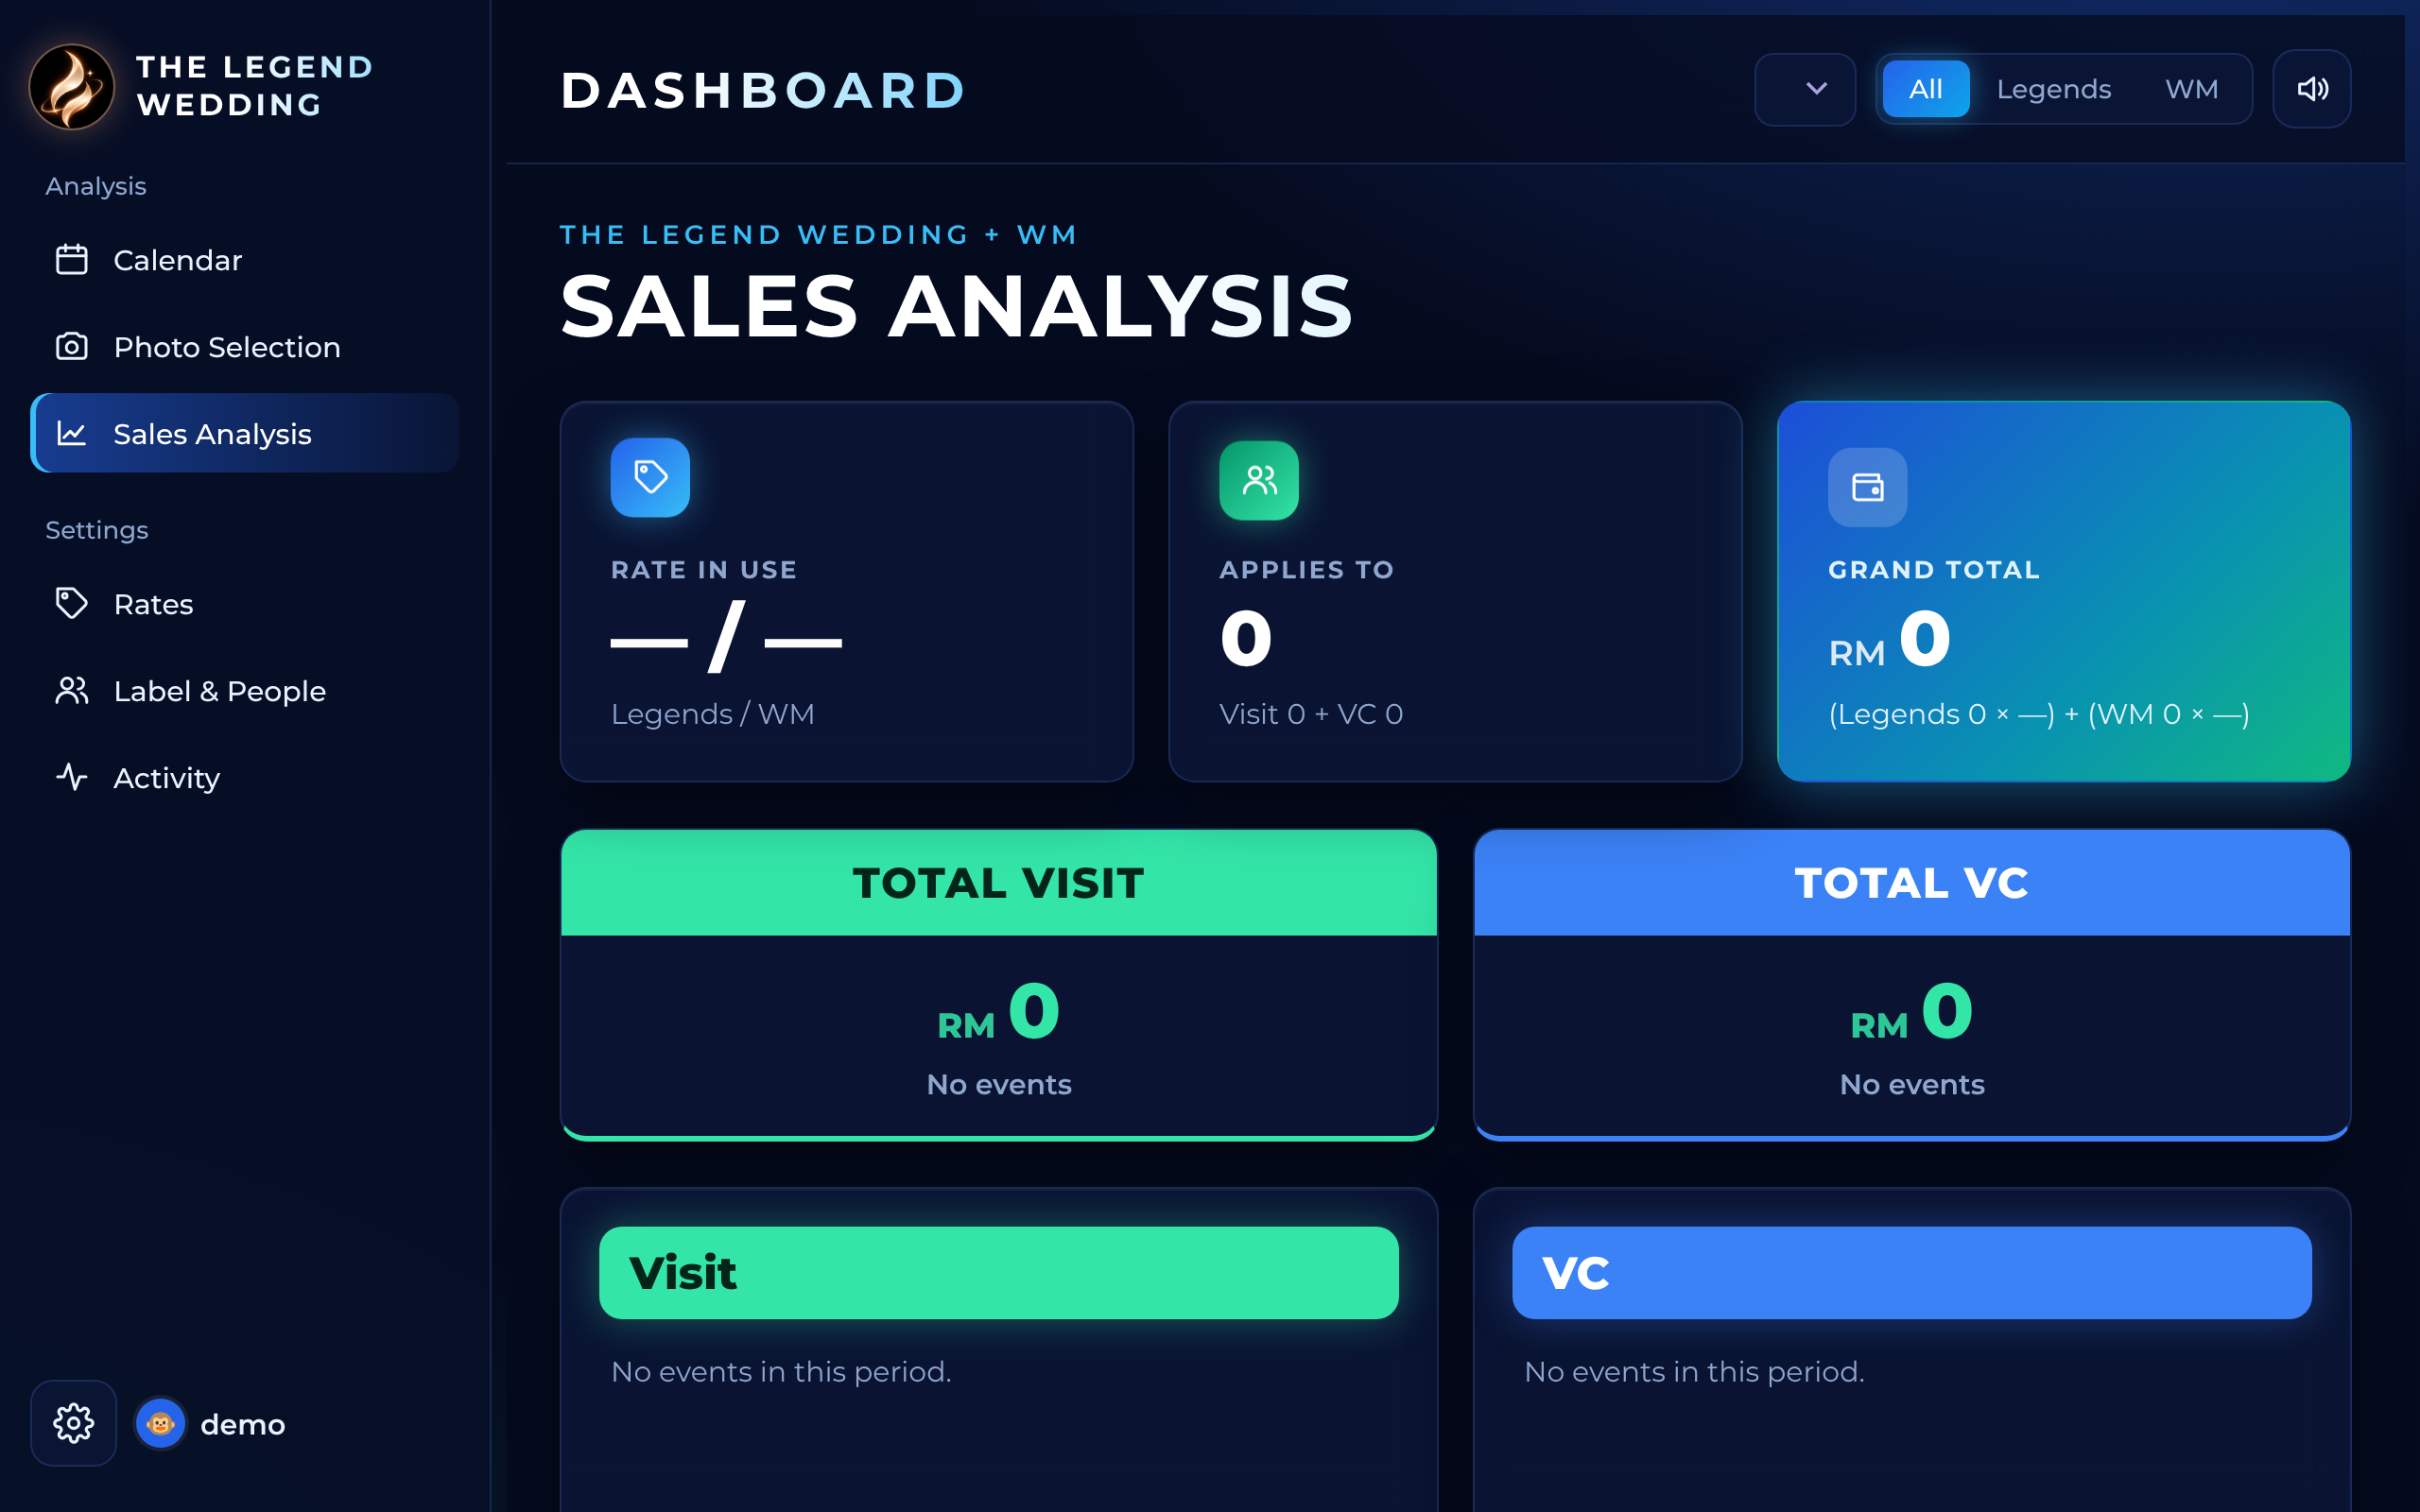 THE LEGEND
WEDDING
Analysis
Calendar
Photo Selection
Sales Analysis
Settings
Rates
Label & People
Activity
demo
DASHBOARD
All
Legends
WM
THE LEGEND WEDDING + WM
SALES ANALYSIS
RATE IN USE
— / —
Legends / WM
APPLIES TO
0
Visit 0 + VC 0
GRAND TOTAL
RM 0
(Legends 0 × —) + (WM 0 × —)
TOTAL VISIT
RM 0
No events
TOTAL VC
RM 0
No events
Visit
No events in this period.
VC
No events in this period.